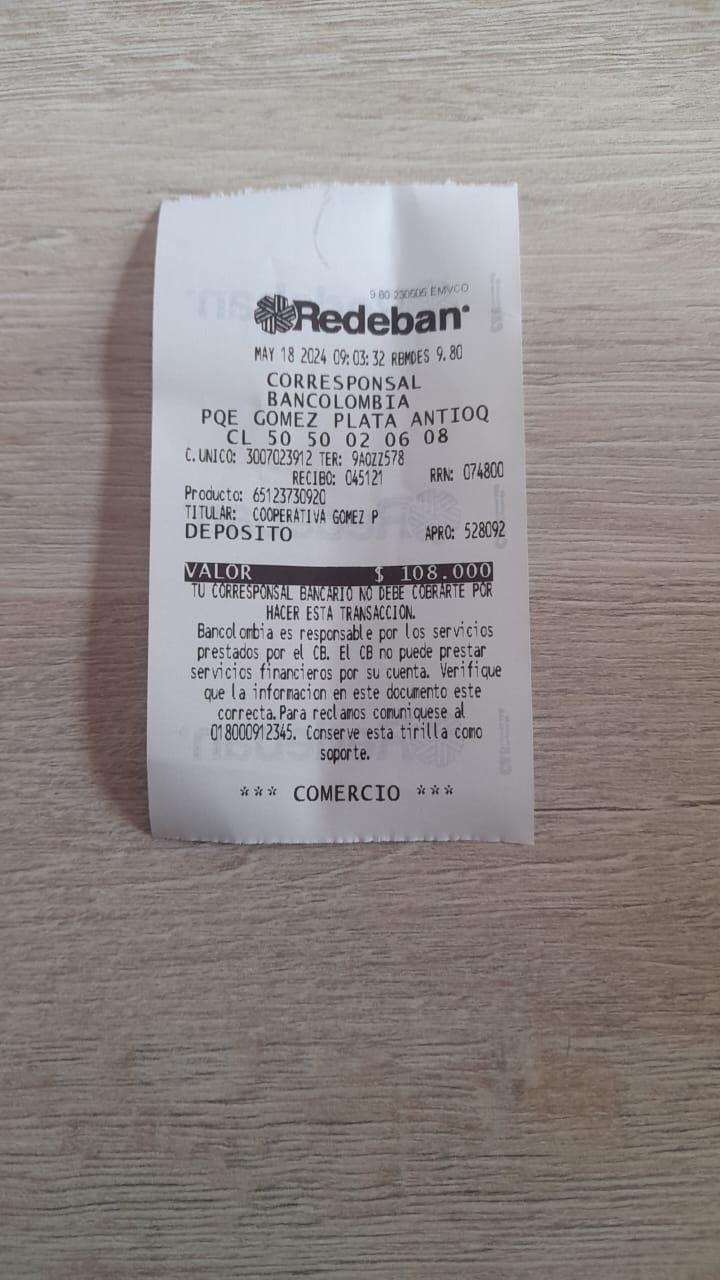 9.80 230505 EMVCO
Redeban
MAY 18 2024 09:03:32 RBMDES 9.80
CORRESPONSAL
BANCOLOMBIA
PQE GOMEZ PLATA ANTIOQ
CL 50 50 02 06 08
C.UNICO: 3007023912 TER: 9AOZZ578
RECIBO: 045121 RRN: 074800
Producto: 65123730920
TITULAR: COOPERATIVA GOMEZ P
DEPOSITO APRO: 528092
VALOR $ 108.000
TU CORRESPONSAL BANCARIO NO DEBE COBRARTE POR
HACER ESTA TRANSACCION.
Bancolombia es responsable por los servicios
prestados por el CB. El CB no puede prestar
servicios financieros por su cuenta. Verifique
que la informacion en este documento este
correcta.Para reclamos comuniquese al
018000912345. Conserve esta tirilla como
soporte.
*** COMERCIO ***